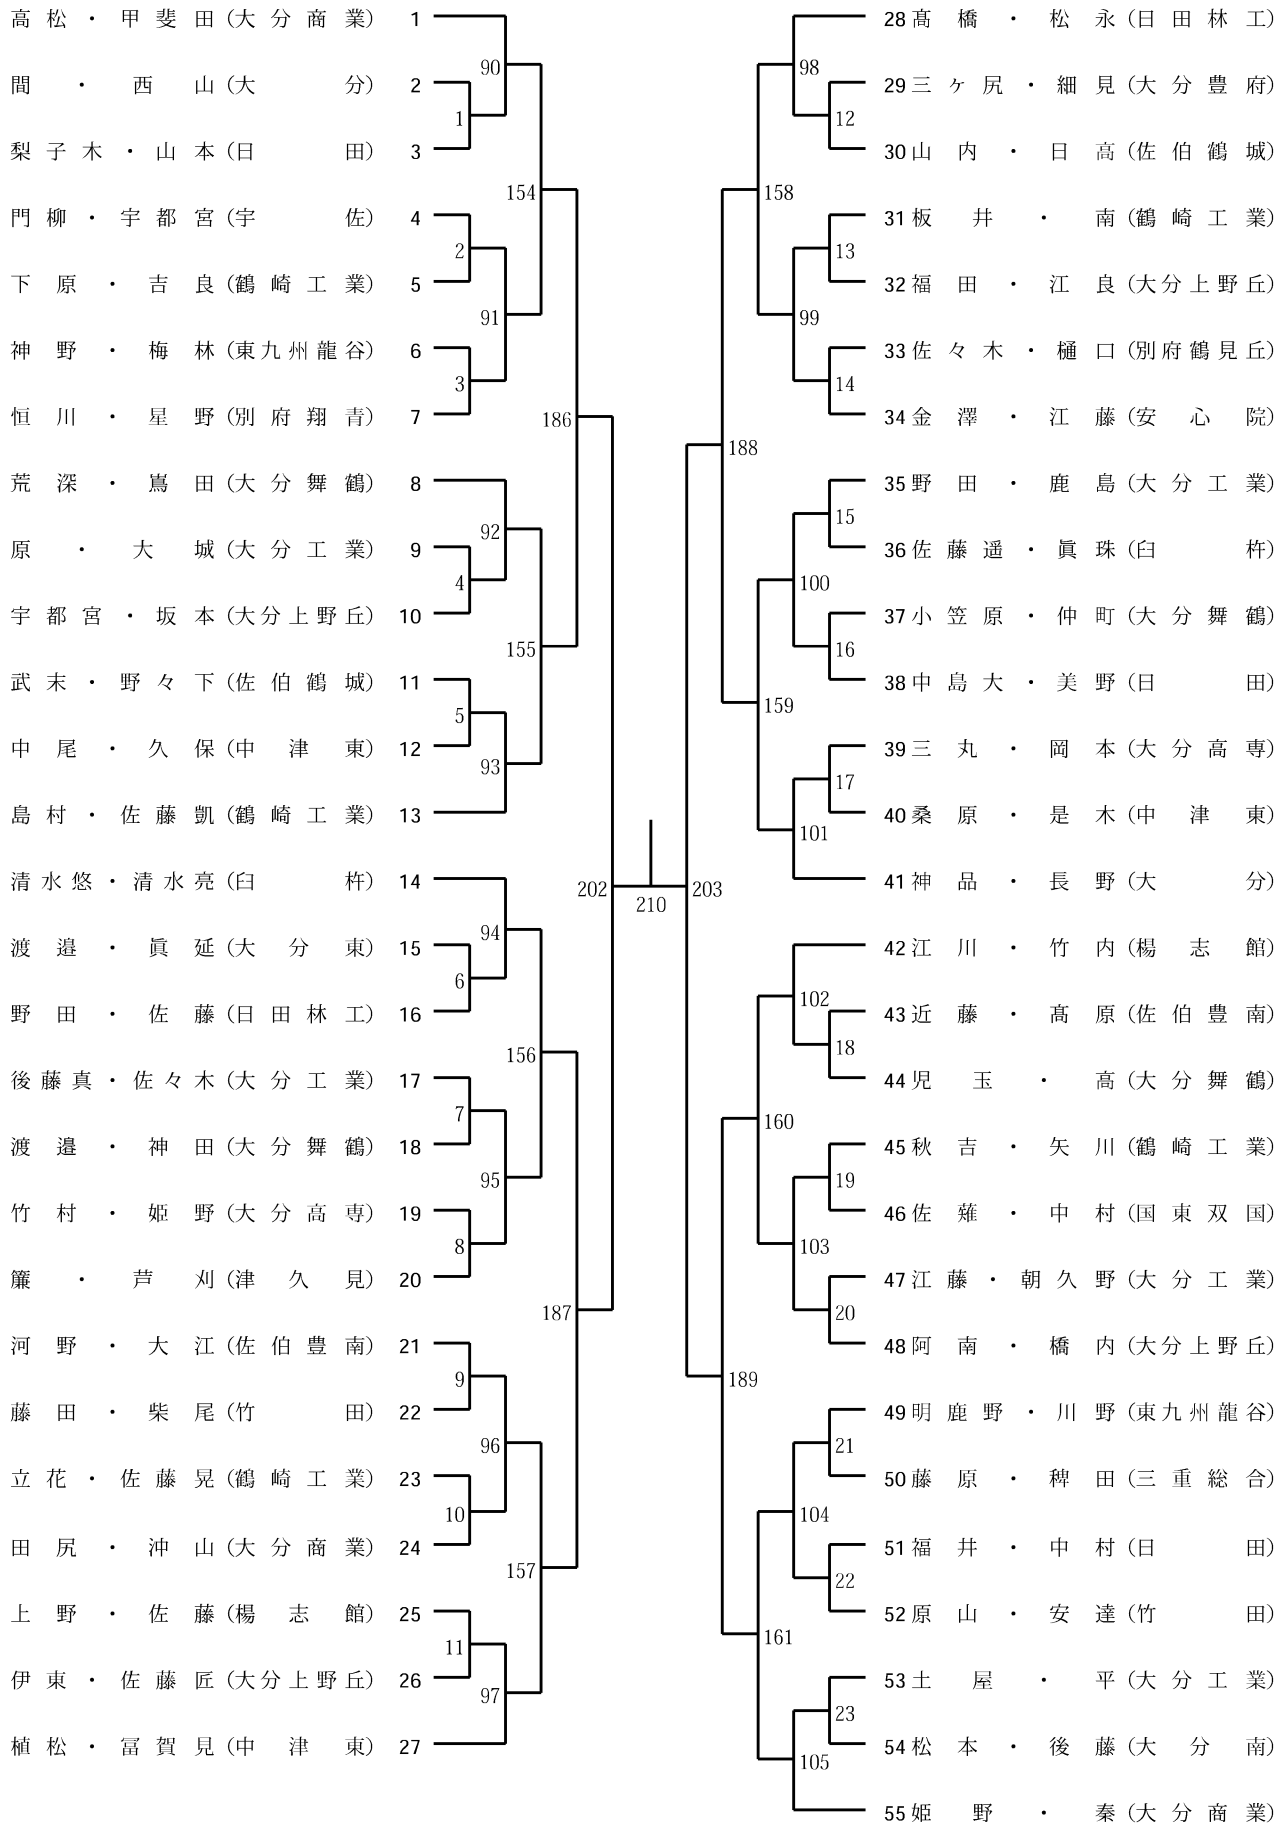 高松・甲斐田(大分商業) 1
間・西山(大分) 2
梨子木・山本(日田) 3
門柳・宇都宮(宇佐) 4
下原・吉良(鶴崎工業) 5
神野・梅林(東九州龍谷) 6
恒川・星野(別府翔青) 7
荒深・嶌田(大分舞鶴) 8
原・大城(大分工業) 9
宇都宮・坂本(大分上野丘) 10
武末・野々下(佐伯鶴城) 11
中尾・久保(中津東) 12
島村・佐藤凱(鶴崎工業) 13
清水悠・清水亮(臼杵) 14
渡邉・眞延(大分東) 15
野田・佐藤(日田林工) 16
後藤真・佐々木(大分工業) 17
渡邉・神田(大分舞鶴) 18
竹村・姫野(大分高専) 19
簾・芦刈(津久見) 20
河野・大江(佐伯豊南) 21
藤田・柴尾(竹田) 22
立花・佐藤晃(鶴崎工業) 23
田尻・沖山(大分商業) 24
上野・佐藤(楊志館) 25
伊東・佐藤匠(大分上野丘) 26
植松・冨賀見(中津東) 27
90
1
154
2
91
3
186
92
4
155
5
93
202
94
6
156
7
95
8
187
9
96
10
157
11
97
210
203
98
12
158
13
99
14
188
15
100
16
159
17
101
102
18
160
19
103
20
189
21
104
22
161
23
105
28 髙橋・松永(日田林工)
29 三ケ尻・細見(大分豊府)
30 山内・日高(佐伯鶴城)
31 板井・南(鶴崎工業)
32 福田・江良(大分上野丘)
33 佐々木・樋口(別府鶴見丘)
34 金澤・江藤(安心院)
35 野田・鹿島(大分工業)
36 佐藤遥・眞珠(臼杵)
37 小笠原・仲町(大分舞鶴)
38 中島大・美野(日田)
39 三丸・岡本(大分高専)
40 桑原・是木(中津東)
41 神品・長野(大分)
42 江川・竹内(楊志館)
43 近藤・髙原(佐伯豊南)
44 児玉・高(大分舞鶴)
45 秋吉・矢川(鶴崎工業)
46 佐薙・中村(国東双国)
47 江藤・朝久野(大分工業)
48 阿南・橋内(大分上野丘)
49 明鹿野・川野(東九州龍谷)
50 藤原・稗田(三重総合)
51 福井・中村(日田)
52 原山・安達(竹田)
53 土屋・平(大分工業)
54 松本・後藤(大分南)
55 姫野・秦(大分商業)